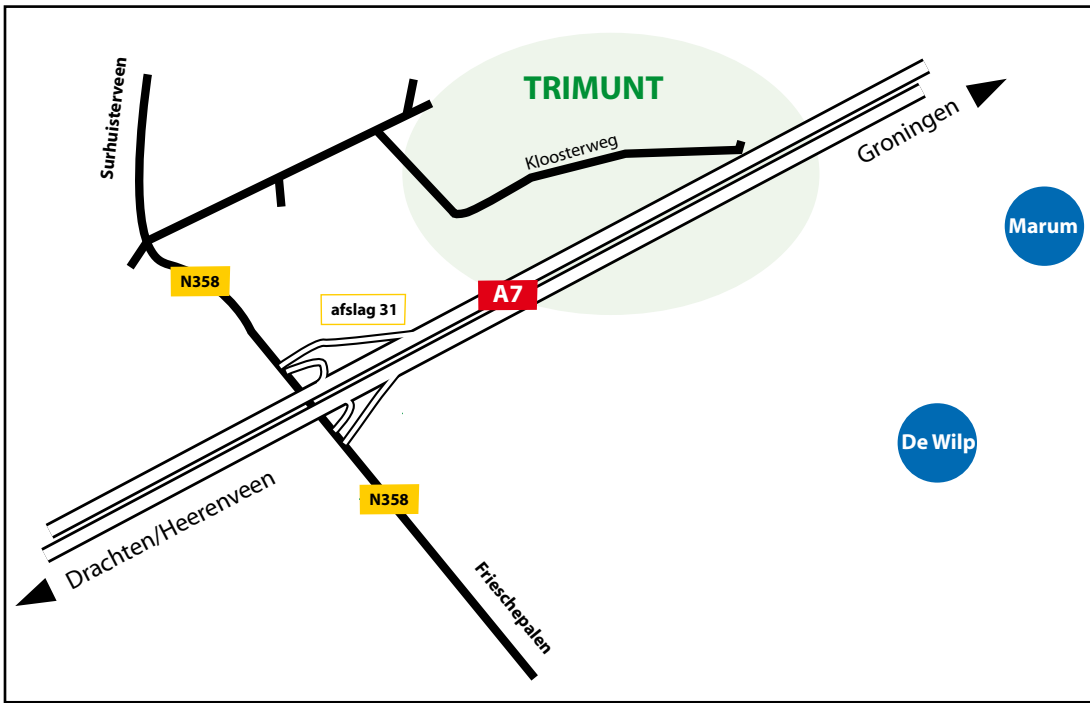 TRIMUNT
Surhuisterveen
Kloosterweg
Groningen
Marum
N358
A7
afslag 31
De Wilp
Drachten/Heerenveen
N358
Frieschepalen